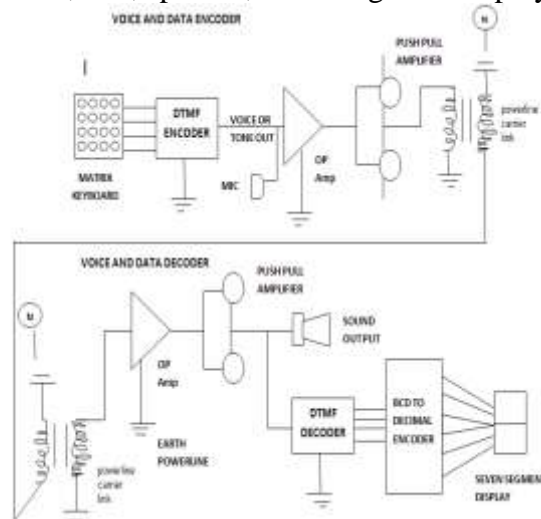 VOICE AND DATA ENCODER
N
PUSH PULL
AMPLIFIER
DTMF
ENCODER
VOICE OR
TONE OUT
powerline
carrier
link
MATRIX
KEYBOARD
MIC
OP
Amp
VOICE AND DATA DECODER
PUSH PULL
AMPLIFIER
N
SOUND
OUTPUT
OP
Amp
DTMF
DECODER
BCD TO
DECIMAL
ENCODER
EARTH
POWERLINE
powerline
carrier
link
SEVEN SEGMEN
DISPLAY